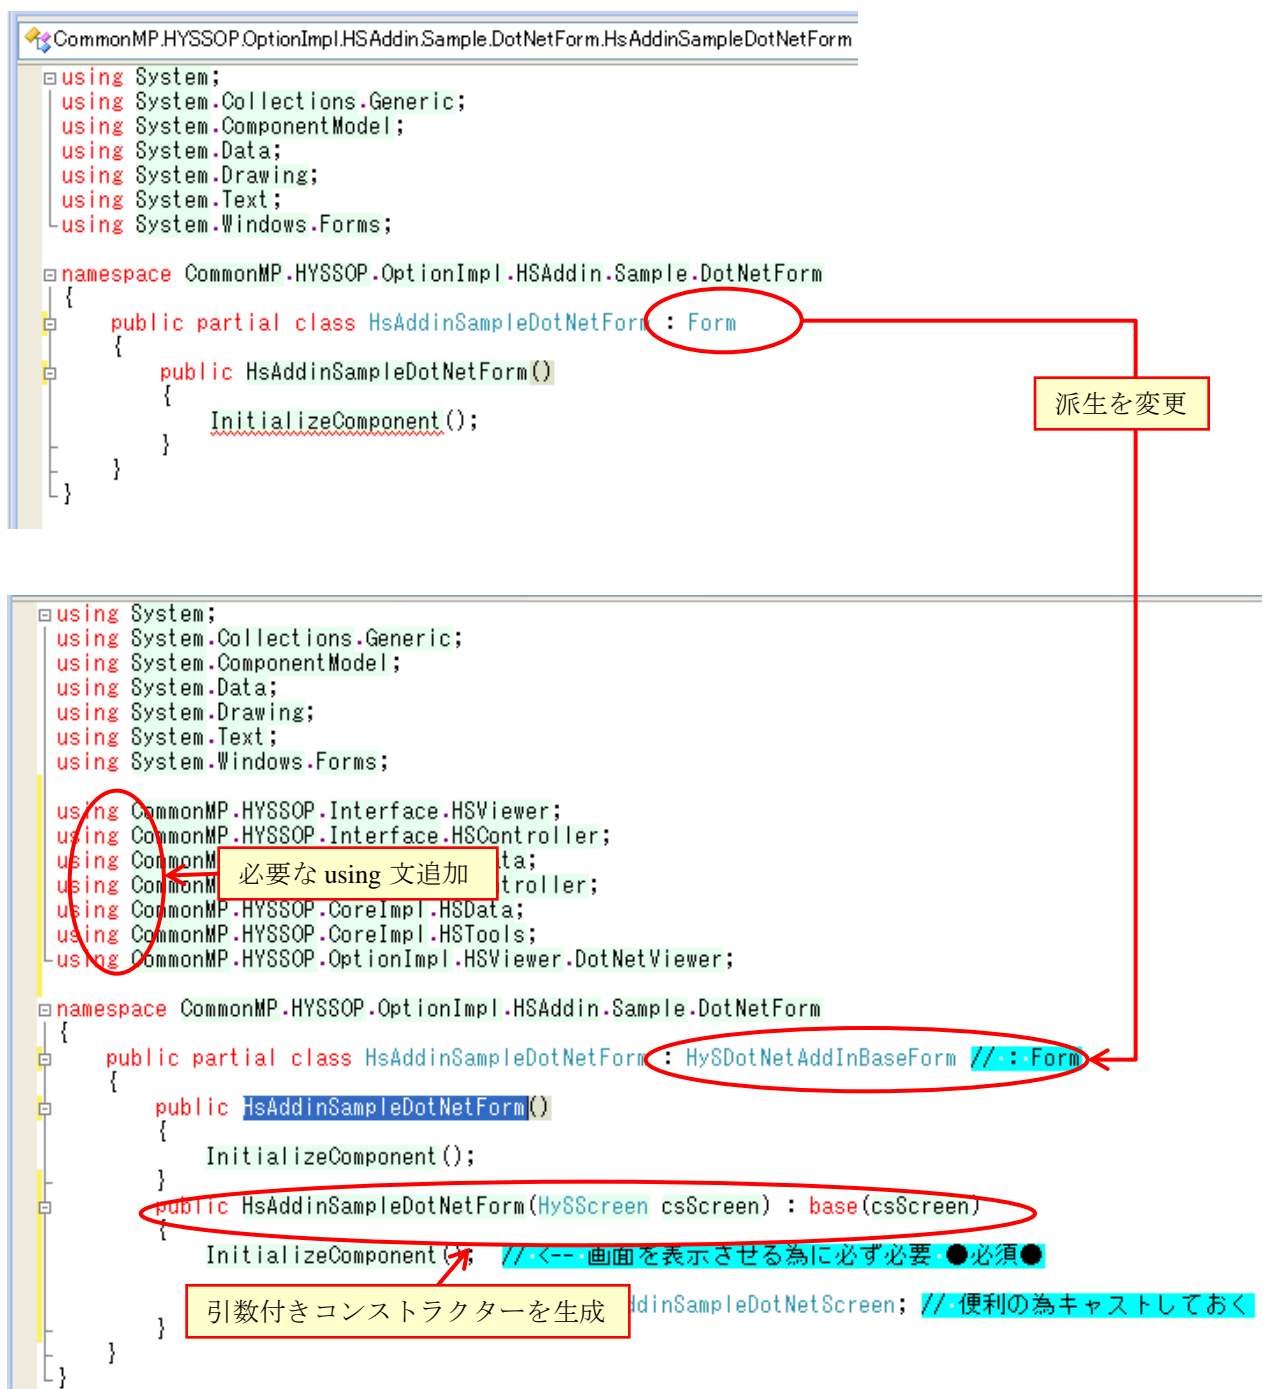 CommonMP.HYSSOP.OptionImpl.HSAddin.Sample.DotNetForm.HsAddinSampleDotNetForm
using System;
using System.Collections.Generic;
using System.ComponentModel;
using System.Data;
using System.Drawing;
using System.Text;
using System.Windows.Forms;
namespace CommonMP.HYSSOP.OptionImpl.HSAddin.Sample.DotNetForm
{
public partial class HsAddinSampleDotNetForm : Form
{
public HsAddinSampleDotNetForm()
{
InitializeComponent();
}
}
}
派生を変更
using System;
using System.Collections.Generic;
using System.ComponentModel;
using System.Data;
using System.Drawing;
using System.Text;
using System.Windows.Forms;
using CommonMP.HYSSOP.Interface.HSViewer;
using CommonMP.HYSSOP.Interface.HSController;
using CommonM ta;
using CommonM troller;
必要な using 文追加
using CommonMP.HYSSOP.CoreImpl.HSData;
using CommonMP.HYSSOP.CoreImpl.HSTools;
using CommonMP.HYSSOP.OptionImpl.HSViewer.DotNetViewer;
namespace CommonMP.HYSSOP.OptionImpl.HSAddin.Sample.DotNetForm
{
public partial class HsAddinSampleDotNetForm : HySDotNetAddInBaseForm // : Form
{
public HsAddinSampleDotNetForm()
{
InitializeComponent();
}
public HsAddinSampleDotNetForm(HySScreen csScreen) : base(csScreen)
{
InitializeComponent(); // <-- 画面を表示させる為に必ず必要 ●必須●
引数付きコンストラクターを生成
ddinSampleDotNetScreen; // 便利の為キャストしておく
}
}
}